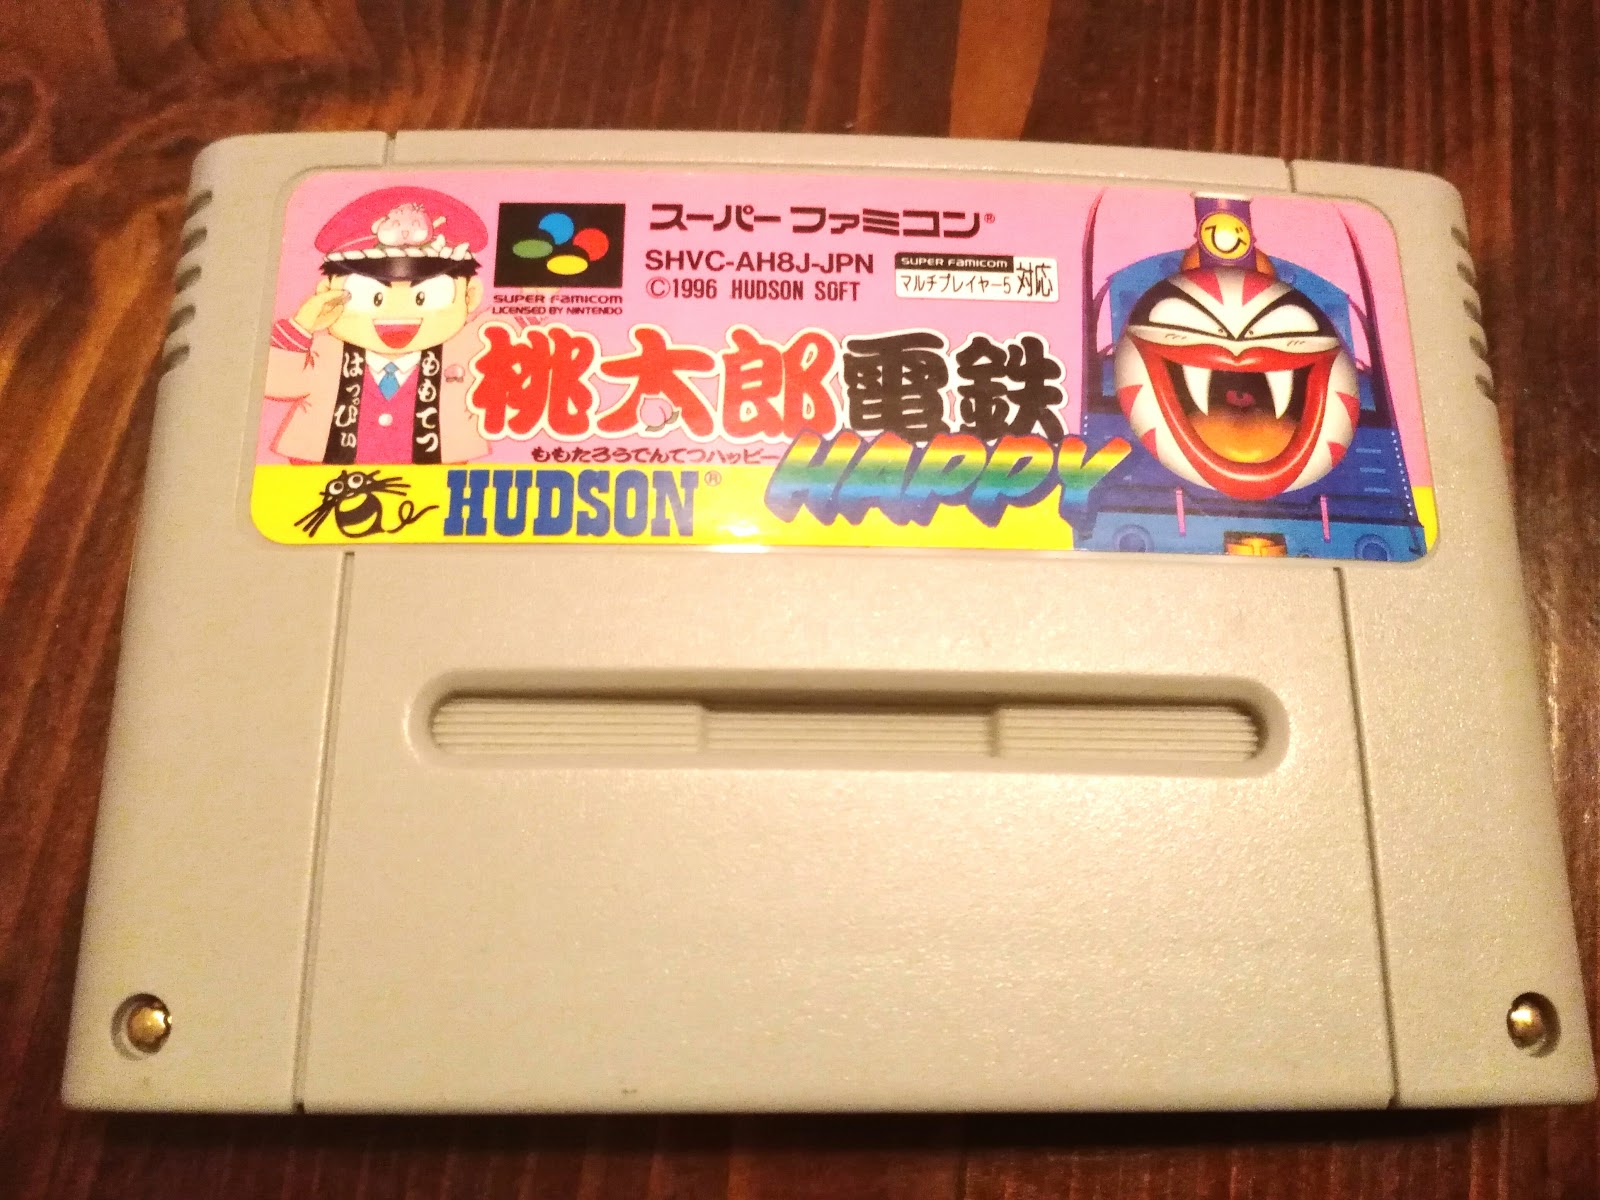 スーパーファミコン®
SHVC-AH8J-JPN
©1996 HUDSON SOFT
SUPER FAMICOM
マルチプレイヤー5対応
SUPER FAMICOM
LICENSED BY NINTENDO
桃太郎電鉄
HAPPY
ももたろうでんてつハッピー
HUDSON®
ももてつ
はっぴい
び